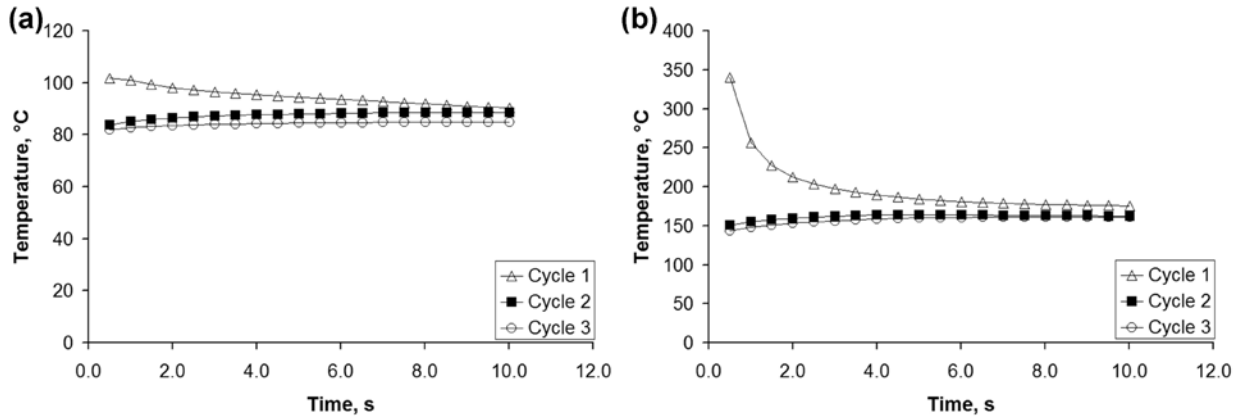 (a)
120
100
80
60
40
20
0
Temperature, °C
0.0 2.0 4.0 6.0 8.0 10.0 12.0
Time, s
Cycle 1
Cycle 2
Cycle 3
(b)
400
350
300
250
200
150
100
50
0
Temperature, °C
0.0 2.0 4.0 6.0 8.0 10.0 12.0
Time, s
Cycle 1
Cycle 2
Cycle 3